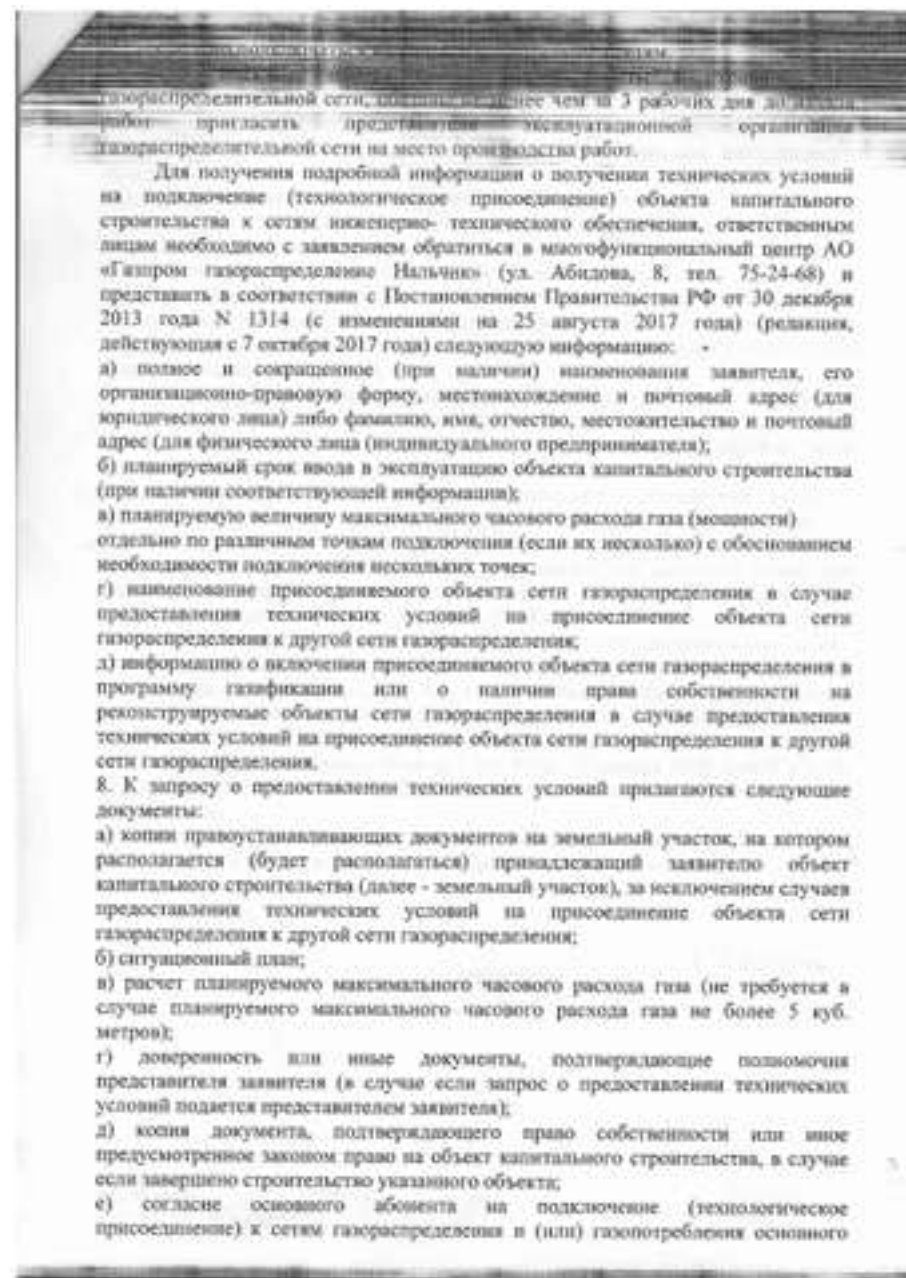 газораспределительной сети, не менее чем за 3 рабочих дня до начала
работ пригласить представителя эксплуатационной организации
газораспределительной сети на место производства работ.
Для получения подробной информации о получении технических условий
на подключение (технологическое присоединение) объекта капитального
строительства к сетям инженерно- технического обеспечения, ответственным
лицам необходимо с заявлением обратиться в многофункциональный центр АО
«Газпром газораспределение Нальчик» (ул. Абидова, 8, тел. 75-24-68) и
представить в соответствии с Постановлением Правительства РФ от 30 декабря
2013 года N 1314 (с изменениями на 25 августа 2017 года) (редакция,
действующая с 7 октября 2017 года) следующую информацию:
а) полное и сокращенное (при наличии) наименования заявителя, его
организационно-правовую форму, местонахождение и почтовый адрес (для
юридического лица) либо фамилию, имя, отчество, местожительство и почтовый
адрес (для физического лица (индивидуального предпринимателя);
б) планируемый срок ввода в эксплуатацию объекта капитального строительства
(при наличии соответствующей информации);
в) планируемую величину максимального часового расхода газа (мощности)
отдельно по различным точкам подключения (если их несколько) с обоснованием
необходимости подключения нескольких точек;
г) наименование присоединяемого объекта сети газораспределения в случае
предоставления технических условий на присоединение объекта сети
газораспределения к другой сети газораспределения;
д) информацию о включении присоединяемого объекта сети газораспределения в
программу газификации или о наличии права собственности на
реконструируемые объекты сети газораспределения в случае предоставления
технических условий на присоединение объекта сети газораспределения к другой
сети газораспределения.
8. К запросу о предоставлении технических условий прилагаются следующие
документы:
а) копии правоустанавливающих документов на земельный участок, на котором
располагается (будет располагаться) принадлежащий заявителю объект
капитального строительства (далее - земельный участок), за исключением случаев
предоставления технических условий на присоединение объекта сети
газораспределения к другой сети газораспределения;
б) ситуационный план;
в) расчет планируемого максимального часового расхода газа (не требуется в
случае планируемого максимального часового расхода газа не более 5 куб.
метров);
г) доверенность или иные документы, подтверждающие полномочия
представителя заявителя (в случае если запрос о предоставлении технических
условий подается представителем заявителя);
д) копия документа, подтверждающего право собственности или иное
предусмотренное законом право на объект капитального строительства, в случае
если завершено строительство указанного объекта;
е) согласие основного абонента на подключение (технологическое
присоединение) к сетям газораспределения и (или) газопотребления основного